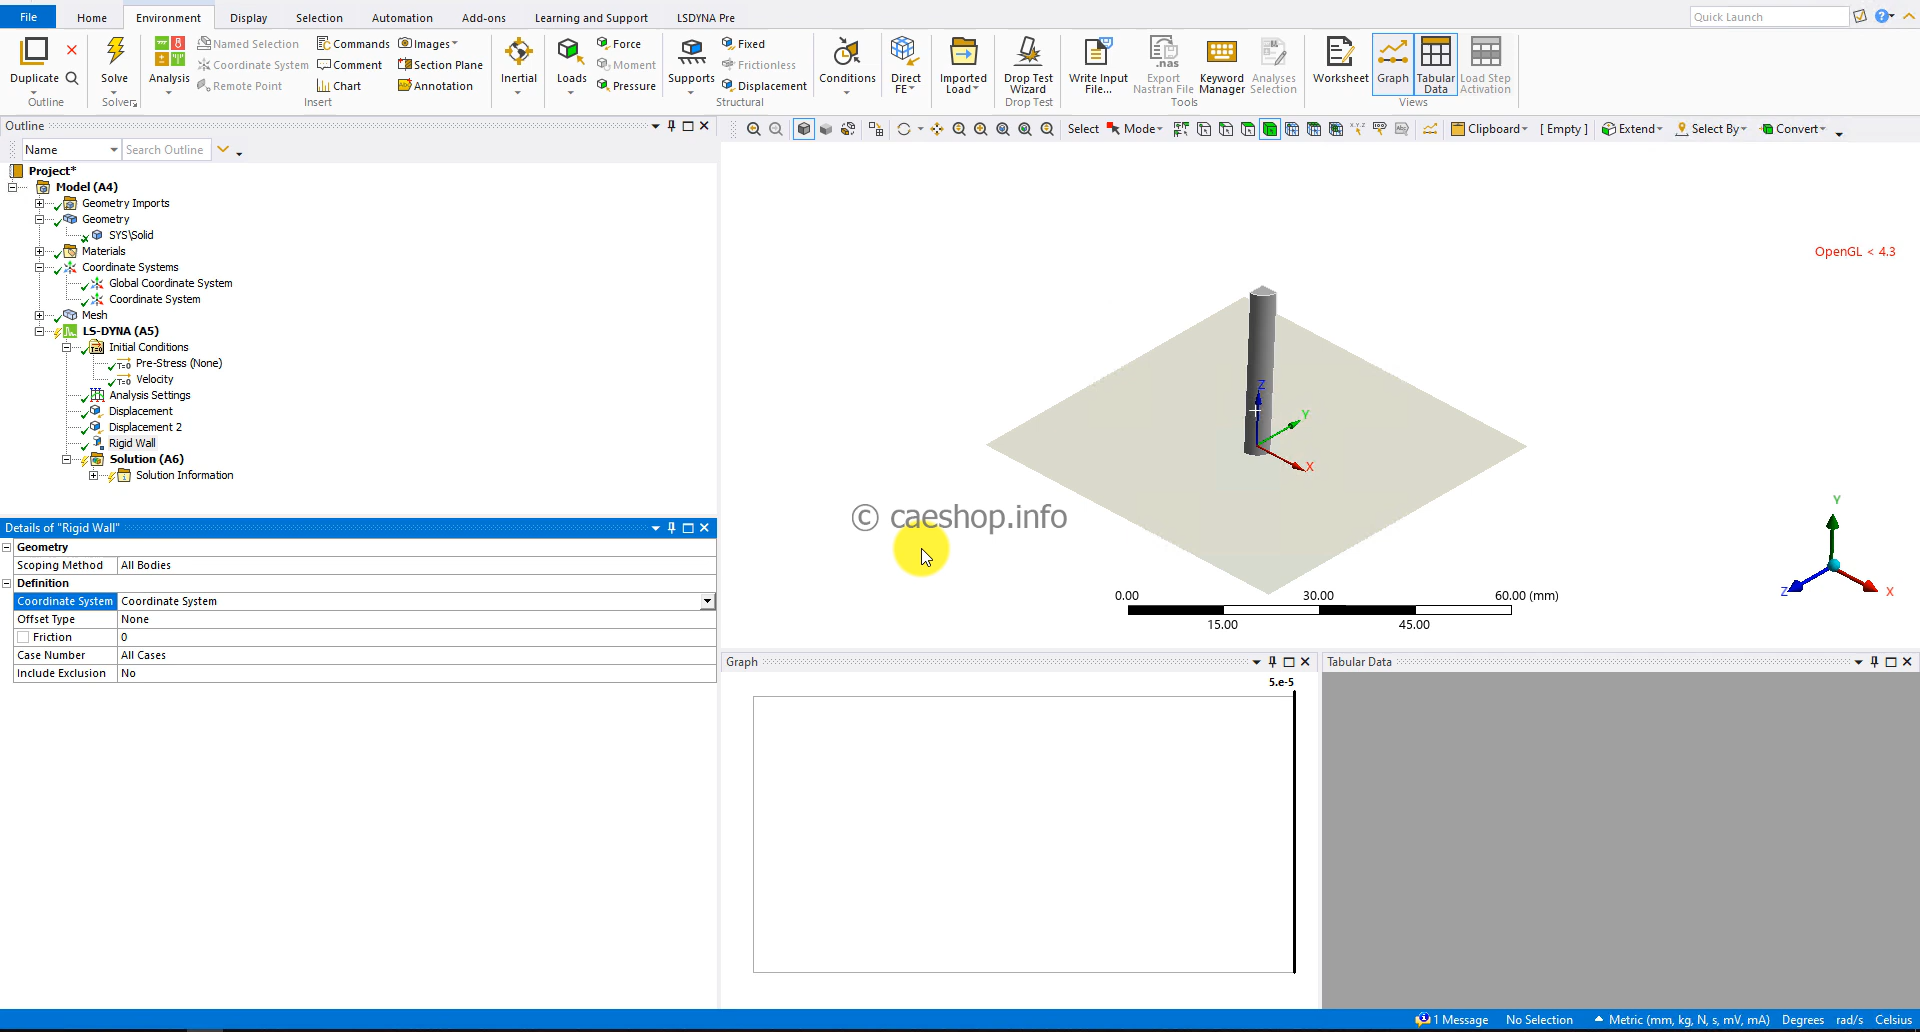 File Home Environment Display Selection Automation Add-ons Learning and Support LSDYNA Pre Quick Launch
Duplicate
Outline
Solve
Solver
Analysis
Named Selection
Coordinate System
Remote Point
Commands
Comment
Chart
Images
Section Plane
Annotation
Insert
Inertial
Loads
Force
Moment
Pressure
Supports
Fixed
Frictionless
Displacement
Structural
Conditions
Direct
FE
Imported
Load
Drop Test
Wizard
Drop Test
Write Input
File...
Export
Nastran File
Keyword
Manager
Analyses
Selection
Tools
Worksheet
Graph
Tabular
Data
Load Step
Activation
Views
Outline
Name Search Outline
Project*
Model (A4)
Geometry Imports
Geometry
SYS\Solid
Materials
Coordinate Systems
Global Coordinate System
Coordinate System
Mesh
LS-DYNA (A5)
Initial Conditions
T=0 Pre-Stress (None)
T=0 Velocity
Analysis Settings
Displacement
Displacement 2
Rigid Wall
Solution (A6)
Solution Information
Details of "Rigid Wall"
Geometry
Scoping Method All Bodies
Definition
Coordinate System Coordinate System
Offset Type None
Friction 0
Case Number All Cases
Include Exclusion No
Select Mode Clipboard [ Empty ] Extend Select By Convert
OpenGL < 4.3
Z
Y
X
© caeshop.info
0.00 30.00 60.00 (mm)
15.00 45.00
Y
Z X
Graph
5.e-5
Tabular Data
1 Message No Selection Metric (mm, kg, N, s, mV, mA) Degrees rad/s Celsius